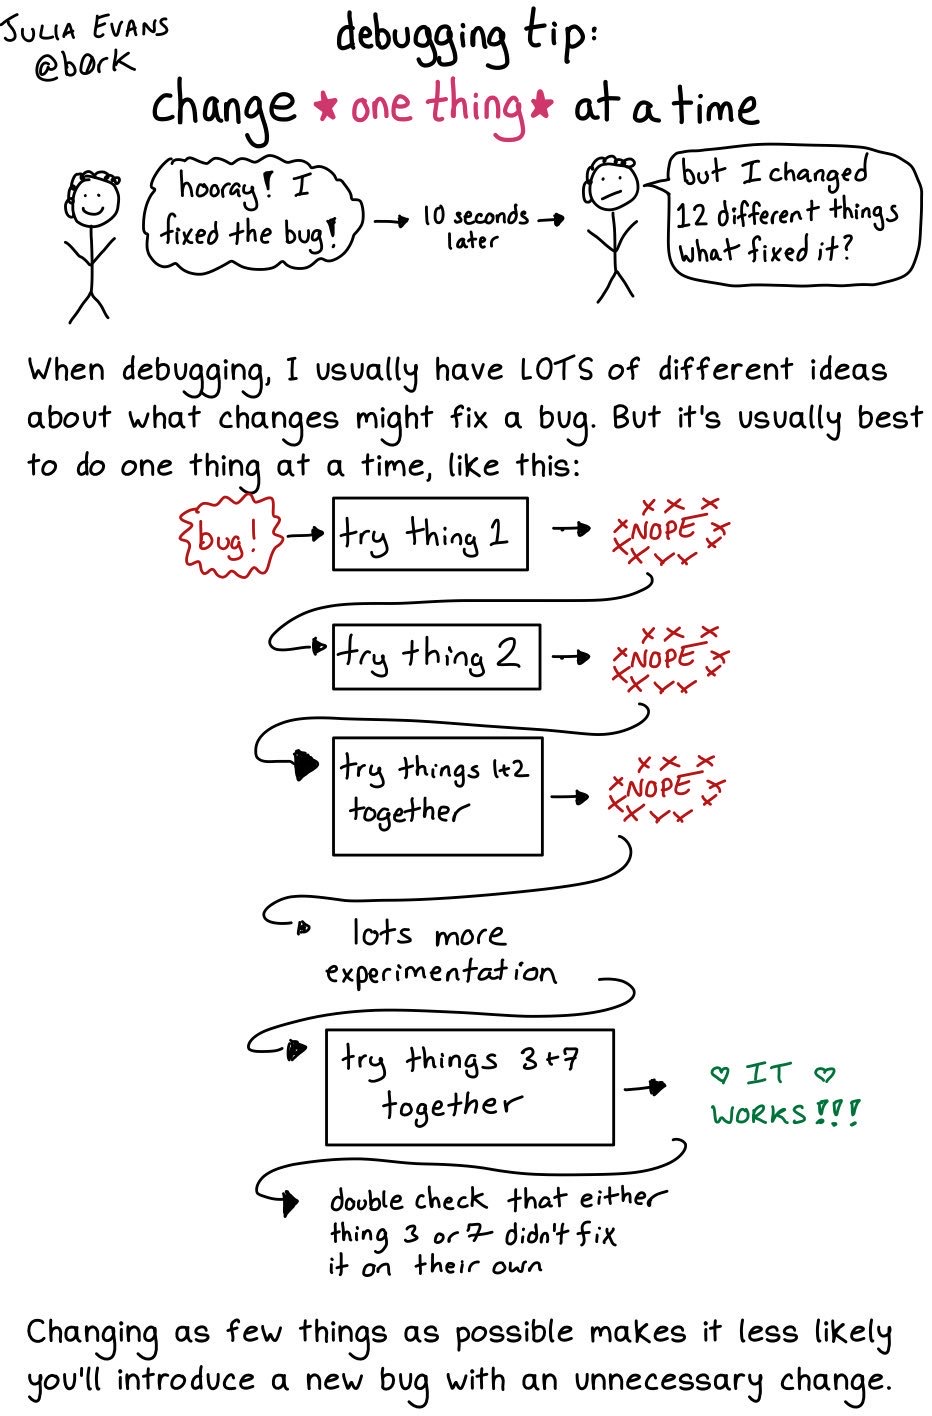 JULIA EVANS
@b0rk
debugging tip:
change ★ one thing ★ at a time
hooray! I
fixed the bug!
10 seconds
later
but I changed
12 different things
what fixed it?
When debugging, I usually have LOTS of different ideas
about what changes might fix a bug. But it's usually best
to do one thing at a time, like this:
bug!
try thing 1
NOPE
try thing 2
NOPE
try things 1+2
together
NOPE
lots more
experimentation
try things 3+7
together
♡ IT ♡
WORKS!!!
double check that either
thing 3 or 7 didn't fix
it on their own
Changing as few things as possible makes it less likely
you'll introduce a new bug with an unnecessary change.